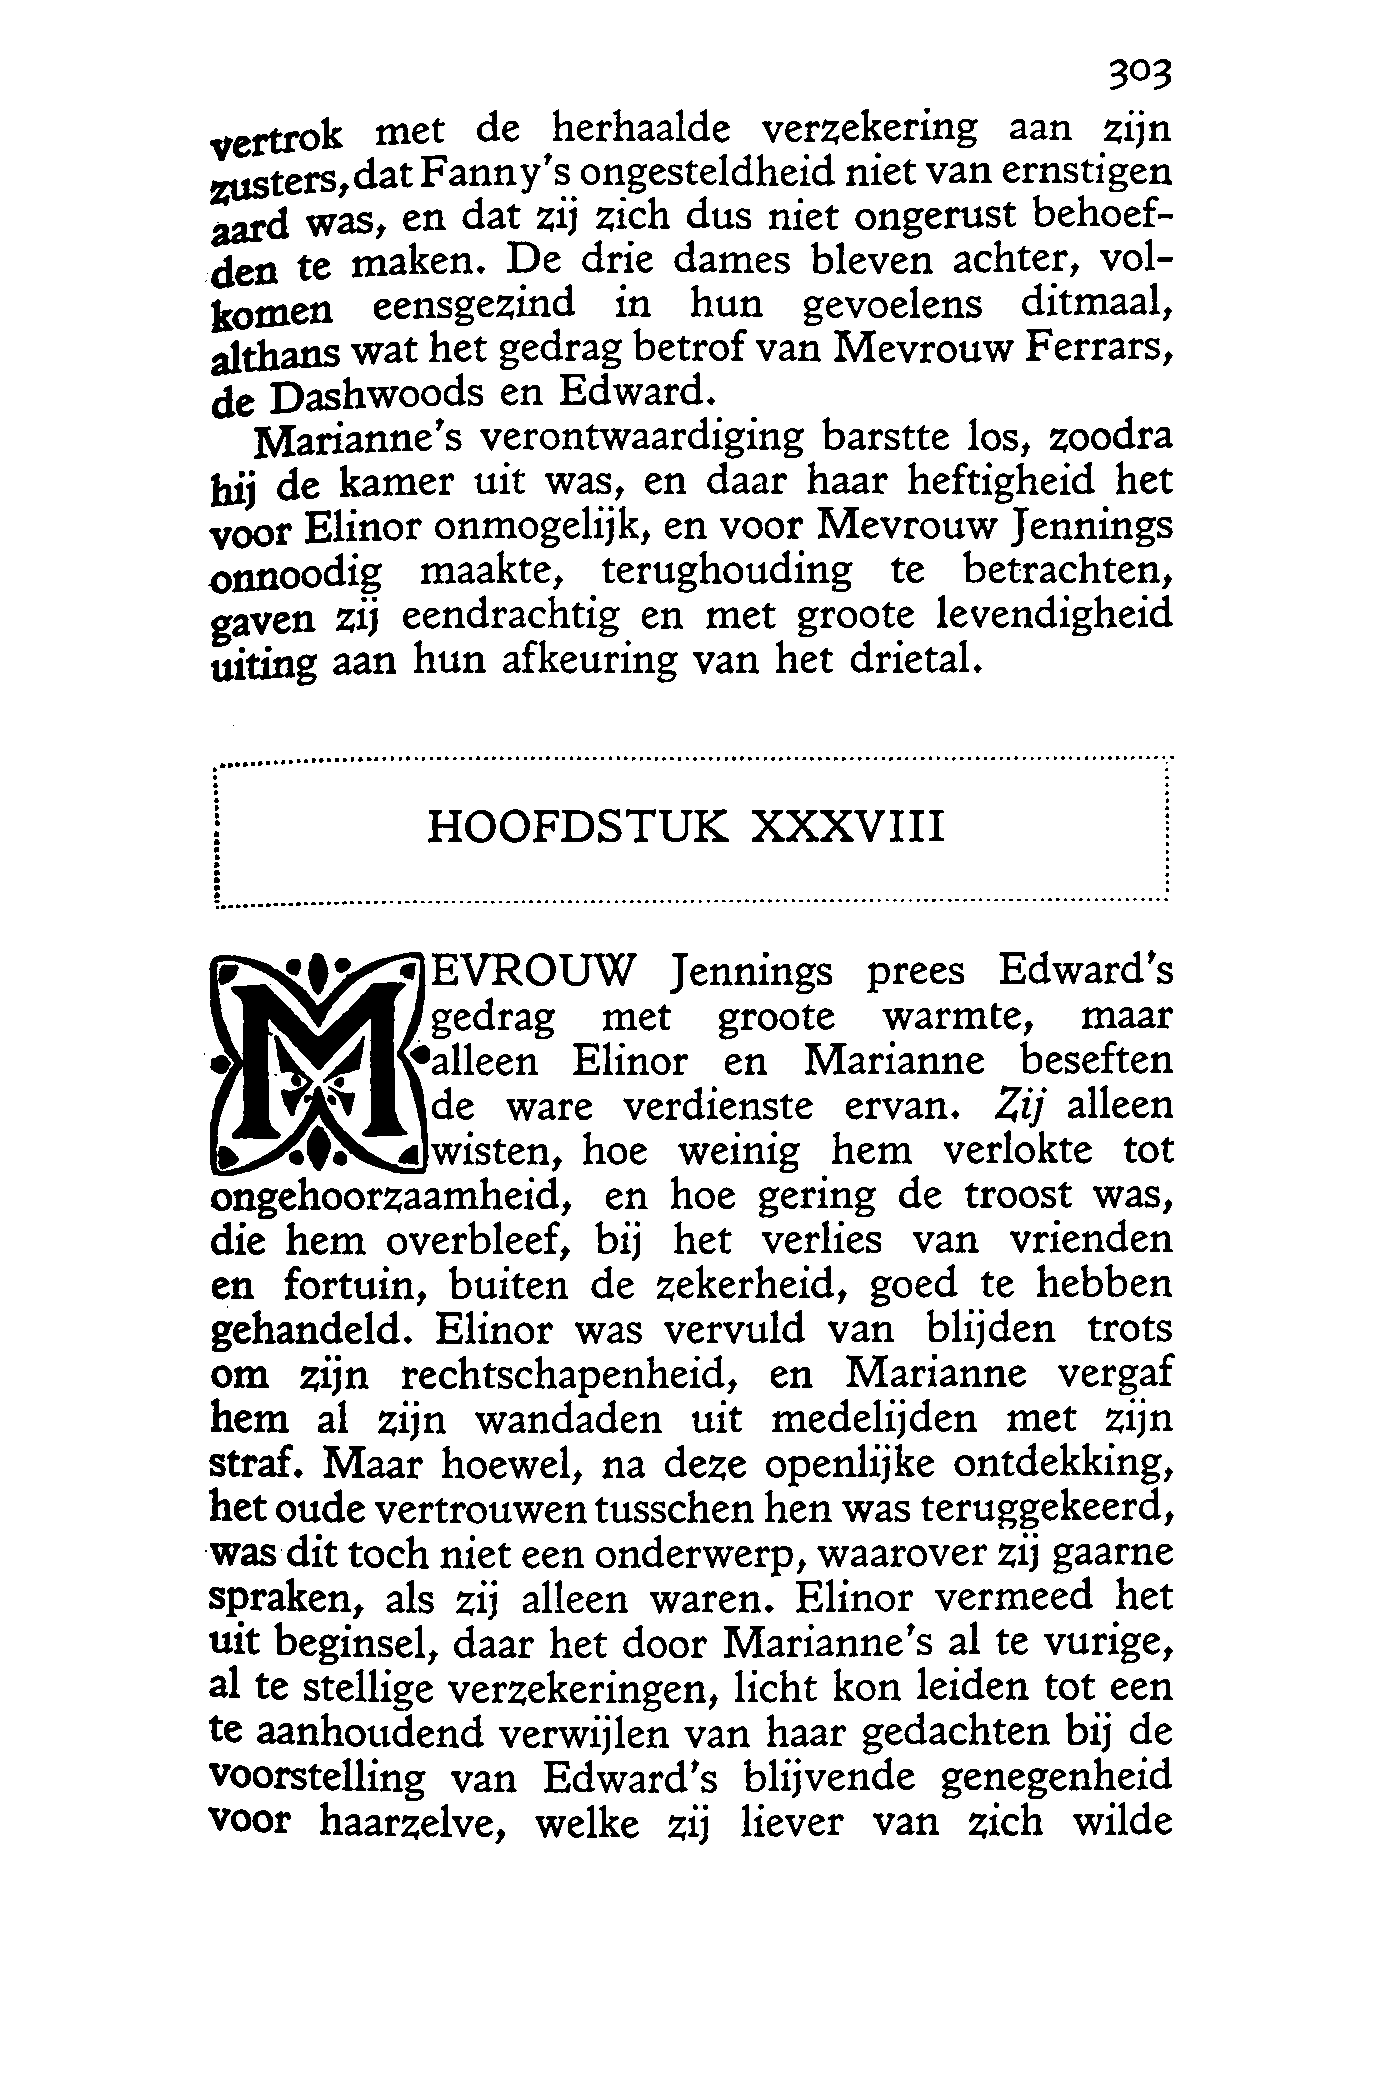 303
vertrok met de herhaalde verzekering aan zijn
zusters, dat Fanny's ongesteldheid niet van ernstigen
aard was, en dat zij zich dus niet ongerust behoef-
den te maken. De drie dames bleven achter, vol-
komen eensgezind in hun gevoelens ditmaal,
althans wat het gedrag betrof van Mevrouw Ferrars,
de Dashwoods en Edward.
Marianne's verontwaardiging barstte los, zoodra
hij de kamer uit was, en daar haar heftigheid het
voor Elinor onmogelijk, en voor Mevrouw Jennings
onnoodig maakte, terughouding te betrachten,
gaven zij eendrachtig en met groote levendigheid
uiting aan hun afkeuring van het drietal.
HOOFDSTUK XXXVIII
MEVROUW Jennings prees Edward's
gedrag met groote warmte, maar
alleen Elinor en Marianne beseften
de ware verdienste ervan. Zij alleen
wisten, hoe weinig hem verlokte tot
ongehoorzaamheid, en hoe gering de troost was,
die hem overbleef, bij het verlies van vrienden
en fortuin, buiten de zekerheid, goed te hebben
gehandeld. Elinor was vervuld van blijden trots
om zijn rechtschapenheid, en Marianne vergaf
hem al zijn wandaden uit medelijden met zijn
straf. Maar hoewel, na deze openlijke ontdekking,
het oude vertrouwen tusschen hen was teruggekeerd,
was dit toch niet een onderwerp, waarover zij gaarne
spraken, als zij alleen waren. Elinor vermeed het
uit beginsel, daar het door Marianne's al te vurige,
al te stellige verzekeringen, licht kon leiden tot een
te aanhoudend verwijlen van haar gedachten bij de
voorstelling van Edward's blijvende genegenheid
voor haarzelve, welke zij liever van zich wilde